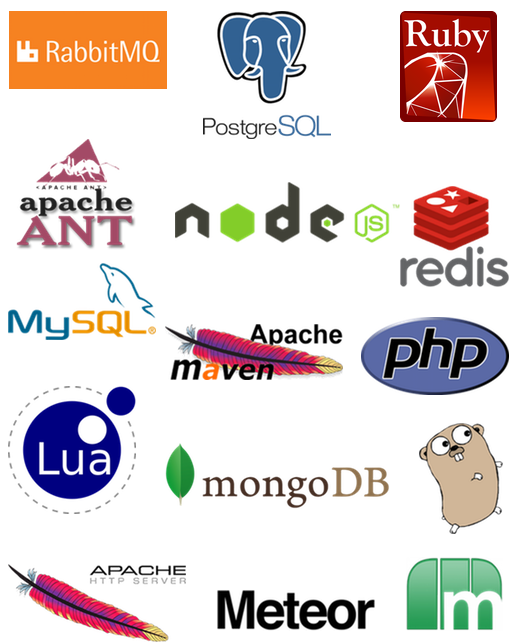 RabbitMQ
PostgreSQL
Ruby
<APACHE ANT>
apache
ANT
node
JS
™
redis
MySQL®
Apache
maven
php
Lua
mongoDB
APACHE
HTTP SERVER
Meteor
m